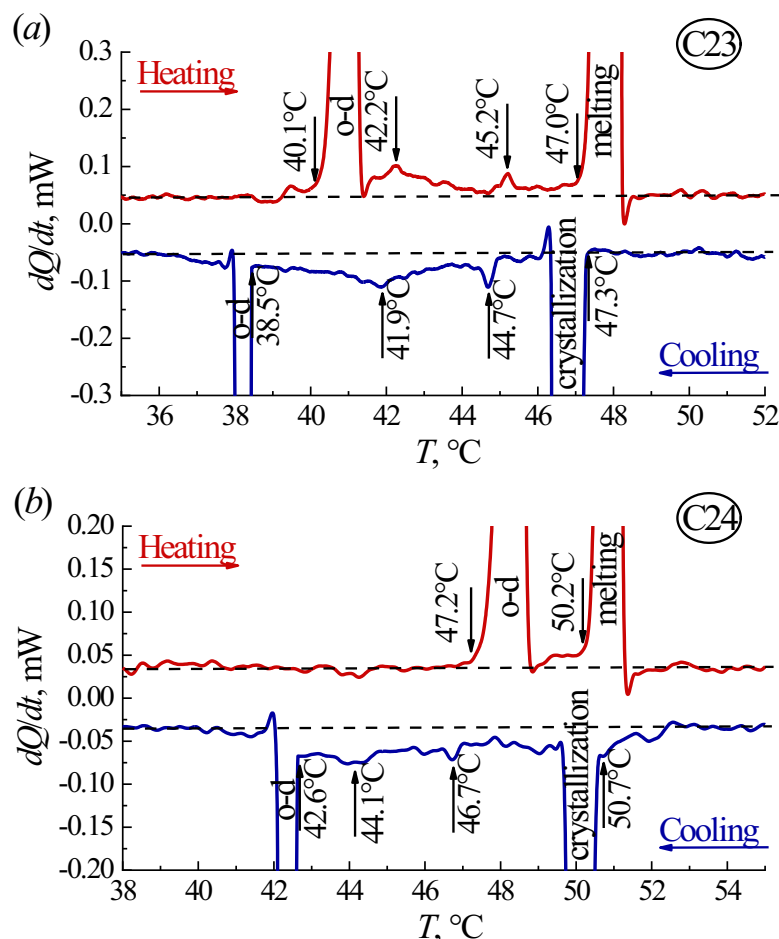 (a)
C23
0.3
0.2
0.1
0.0
-0.1
-0.2
-0.3
dQ/dt, mW
Heating
40.1°C
o-d
42.2°C
45.2°C
47.0°C
melting
o-d
38.5°C
41.9°C
44.7°C
crystallization
47.3°C
Cooling
36 38 40 42 44 46 48 50 52
T, °C
(b)
C24
0.20
0.15
0.10
0.05
0.00
-0.05
-0.10
-0.15
-0.20
dQ/dt, mW
Heating
47.2°C
o-d
50.2°C
melting
o-d
42.6°C
44.1°C
46.7°C
crystallization
50.7°C
Cooling
38 40 42 44 46 48 50 52 54
T, °C